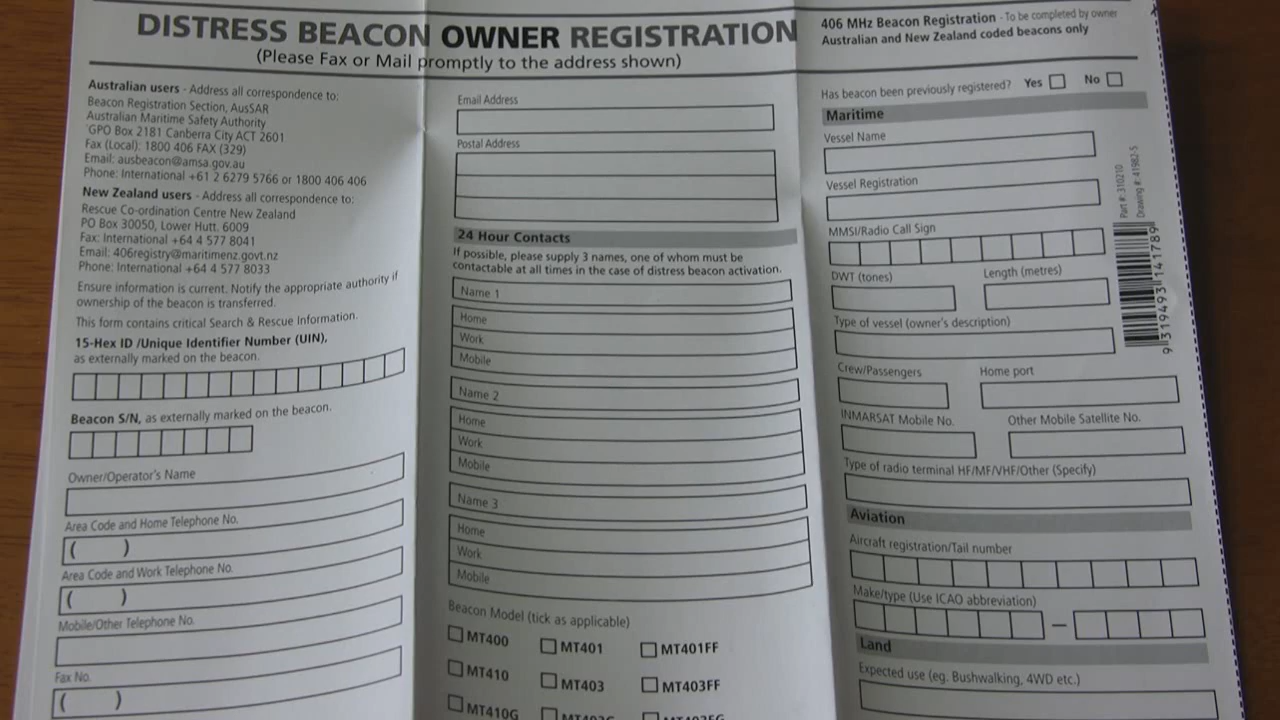 DISTRESS BEACON OWNER REGISTRATION
(Please Fax or Mail promptly to the address shown)
406 MHz Beacon Registration - To be completed by owner
Australian and New Zealand coded beacons only
Australian users - Address all correspondence to:
Beacon Registration Section, AusSAR
Australian Maritime Safety Authority
GPO Box 2181 Canberra City ACT 2601
Fax (Local): 1800 406 FAX (329)
Email: ausbeacon@amsa.gov.au
Phone: International +61 2 6279 5766 or 1800 406 406
New Zealand users - Address all correspondence to:
Rescue Co-ordination Centre New Zealand
PO Box 30050, Lower Hutt. 6009
Fax: International +64 4 577 8041
Email: 406registry@maritimenz.govt.nz
Phone: International +64 4 577 8033
Ensure information is current. Notify the appropriate authority if
ownership of the beacon is transferred.
This form contains critical Search & Rescue Information.
15-Hex ID /Unique Identifier Number (UIN),
as externally marked on the beacon.
Beacon S/N, as externally marked on the beacon.
Owner/Operator's Name
Area Code and Home Telephone No.
( )
Area Code and Work Telephone No.
( )
Mobile/Other Telephone No.
Fax No.
( )
Email Address
Postal Address
24 Hour Contacts
If possible, please supply 3 names, one of whom must be
contactable at all times in the case of distress beacon activation.
Name 1
Home
Work
Mobile
Name 2
Home
Work
Mobile
Name 3
Home
Work
Mobile
Beacon Model (tick as applicable)
MT400 MT401 MT401FF
MT410 MT403 MT403FF
MT410G MT403G MT403FG
Has beacon been previously registered? Yes No
Maritime
Vessel Name
Vessel Registration
MMSI/Radio Call Sign
DWT (tones) Length (metres)
Type of vessel (owner's description)
Crew/Passengers Home port
INMARSAT Mobile No. Other Mobile Satellite No.
Type of radio terminal HF/MF/VHF/Other (Specify)
Aviation
Aircraft registration/Tail number
Make/type (Use ICAO abbreviation)
Land
Expected use (eg. Bushwalking, 4WD etc.)
Part #: 310210
Drawing #: 41982-5
9 319493 141789